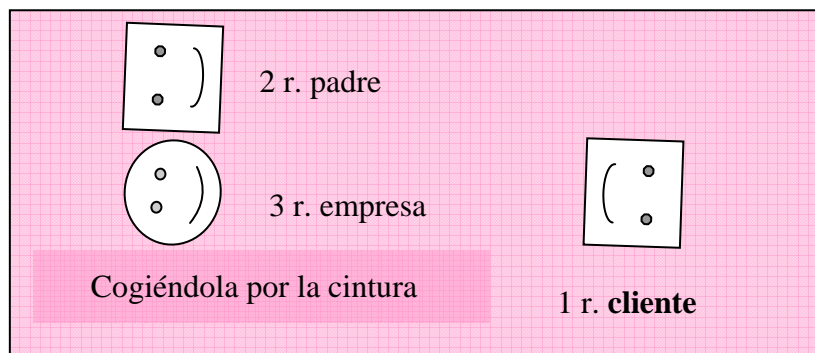 2 r. padre
3 r. empresa
Cogiéndola por la cintura
1 r. cliente